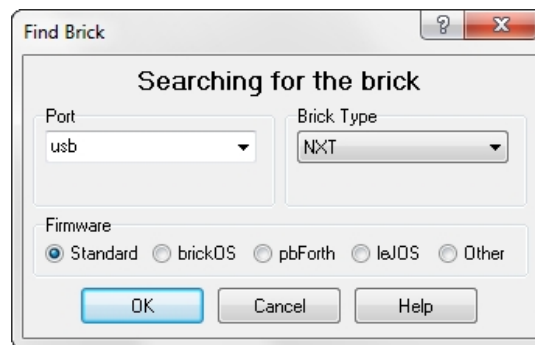 Find Brick
Searching for the brick
Port
Brick Type
usb
NXT
Firmware
Standard brickOS pbForth leJOS Other
OK Cancel Help